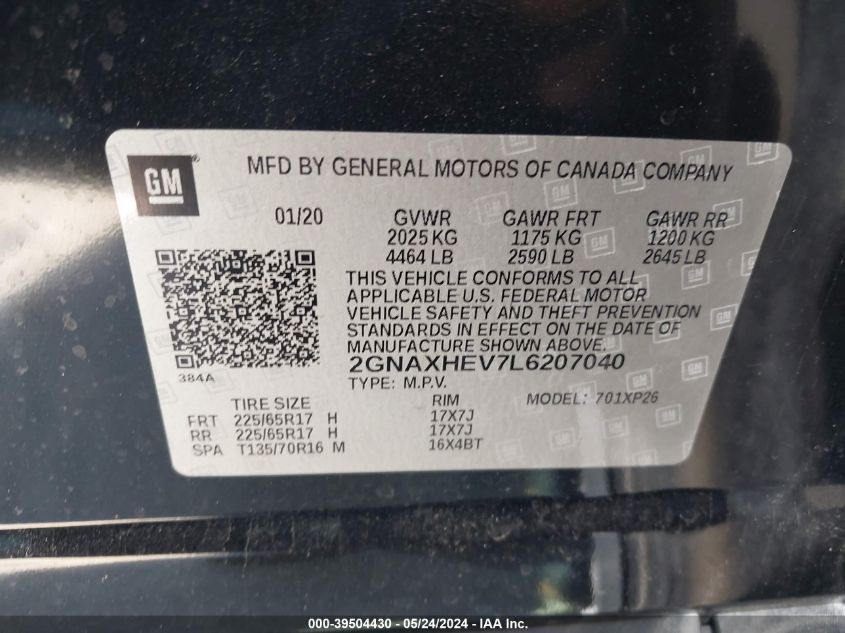 GM
MFD BY GENERAL MOTORS OF CANADA COMPANY
01/20 GVWR GAWR FRT GAWR RR
2025 KG 1175 KG 1200 KG
4464 LB 2590 LB 2645 LB
THIS VEHICLE CONFORMS TO ALL
APPLICABLE U.S. FEDERAL MOTOR
VEHICLE SAFETY AND THEFT PREVENTION
STANDARDS IN EFFECT ON THE DATE OF
MANUFACTURE SHOWN ABOVE.
384A
2GNAXHEV7L6207040
TYPE: M.P.V.
TIRE SIZE RIM MODEL: 701XP26
FRT 225/65R17 H 17X7J
RR 225/65R17 H 17X7J
SPA T135/70R16 M 16X4BT
000-39504430 - 05/24/2024 - IAA Inc.